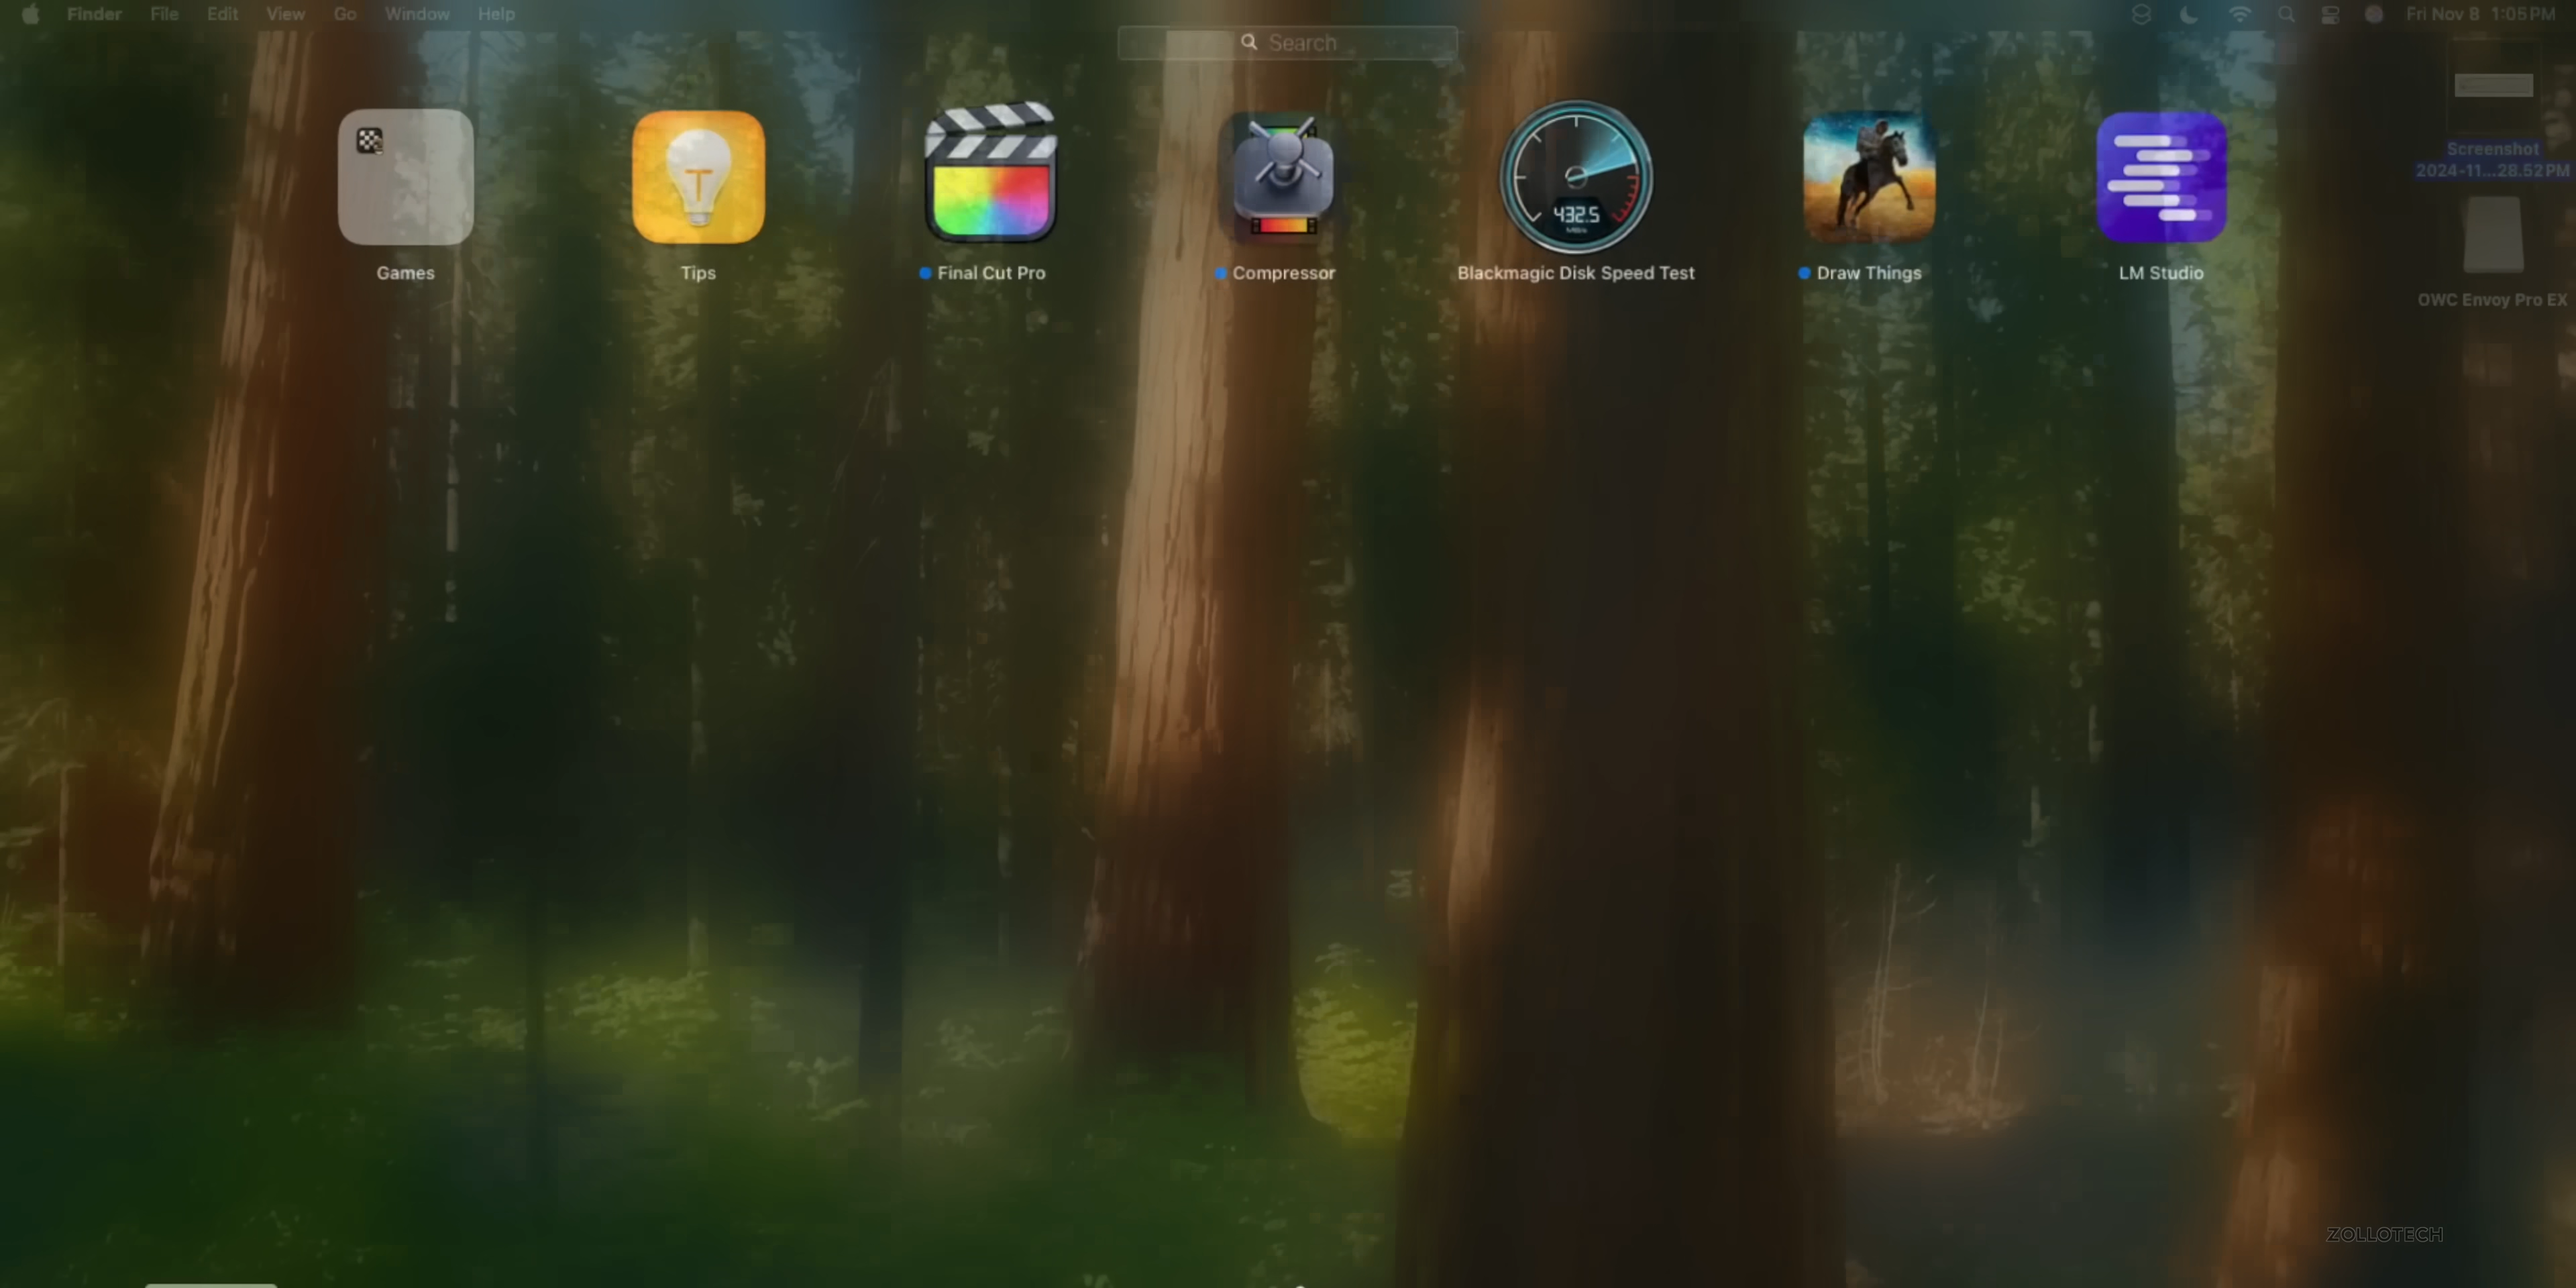 Finder File Edit View Go Window Help
Fri Nov 8 1:05 PM
Search
Screenshot
2024-11...28.52 PM
432.5
Games
Tips
Final Cut Pro
Compressor
Blackmagic Disk Speed Test
Draw Things
LM Studio
OWC Envoy Pro EX
ZOLLOTECH